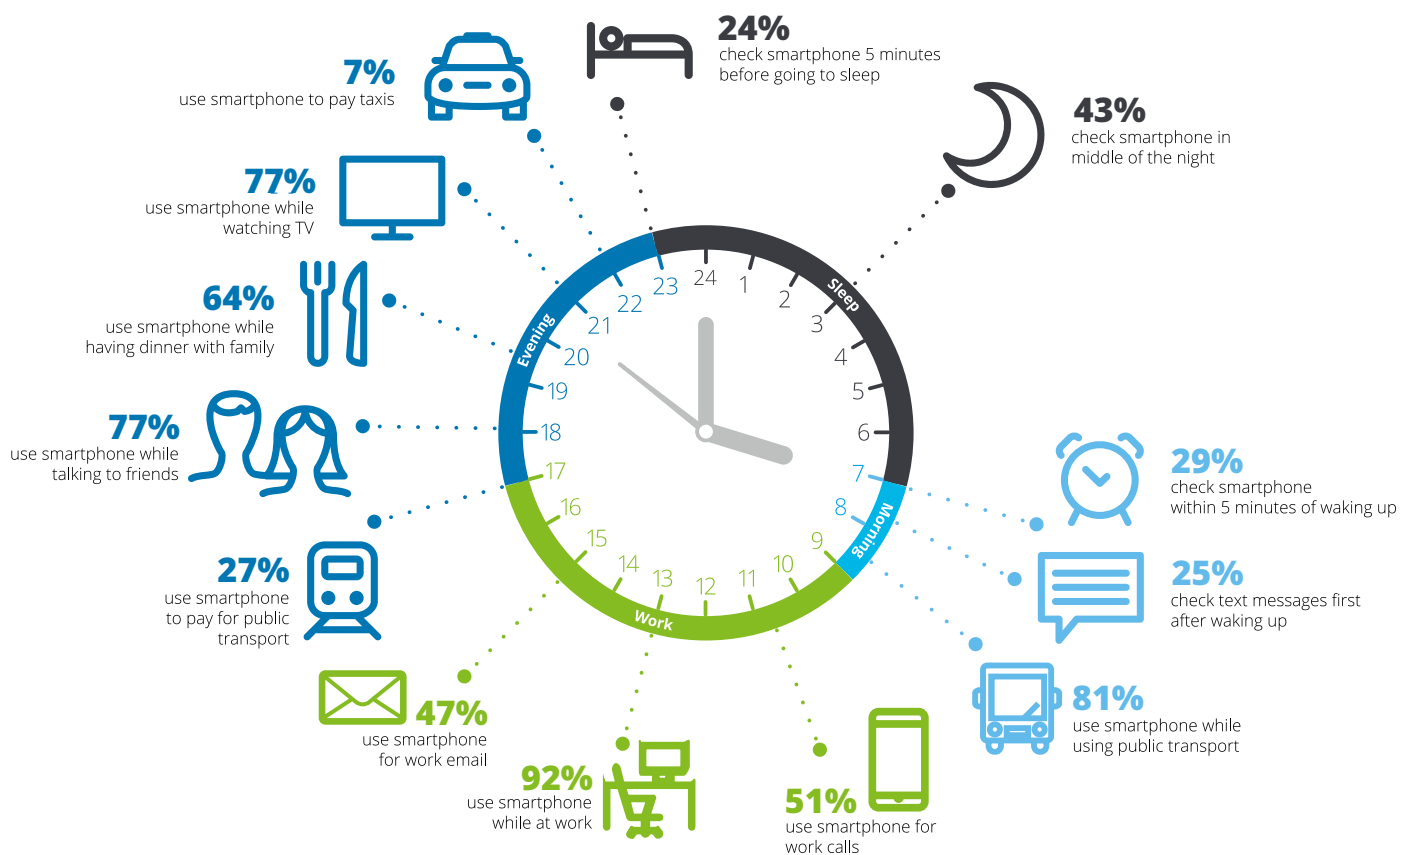 24%
check smartphone 5 minutes
before going to sleep
43%
check smartphone in
middle of the night
7%
use smartphone to pay taxis
77%
use smartphone while
watching TV
64%
use smartphone while
having dinner with family
77%
use smartphone while
talking to friends
27%
use smartphone
to pay for public
transport
47%
use smartphone
for work email
92%
use smartphone
while at work
51%
use smartphone for
work calls
81%
use smartphone while
using public transport
25%
check text messages first
after waking up
29%
check smartphone
within 5 minutes of waking up
Sleep
Morning
Work
Evening
24
1
2
3
4
5
6
7
8
9
10
11
12
13
14
15
16
17
18
19
20
21
22
23